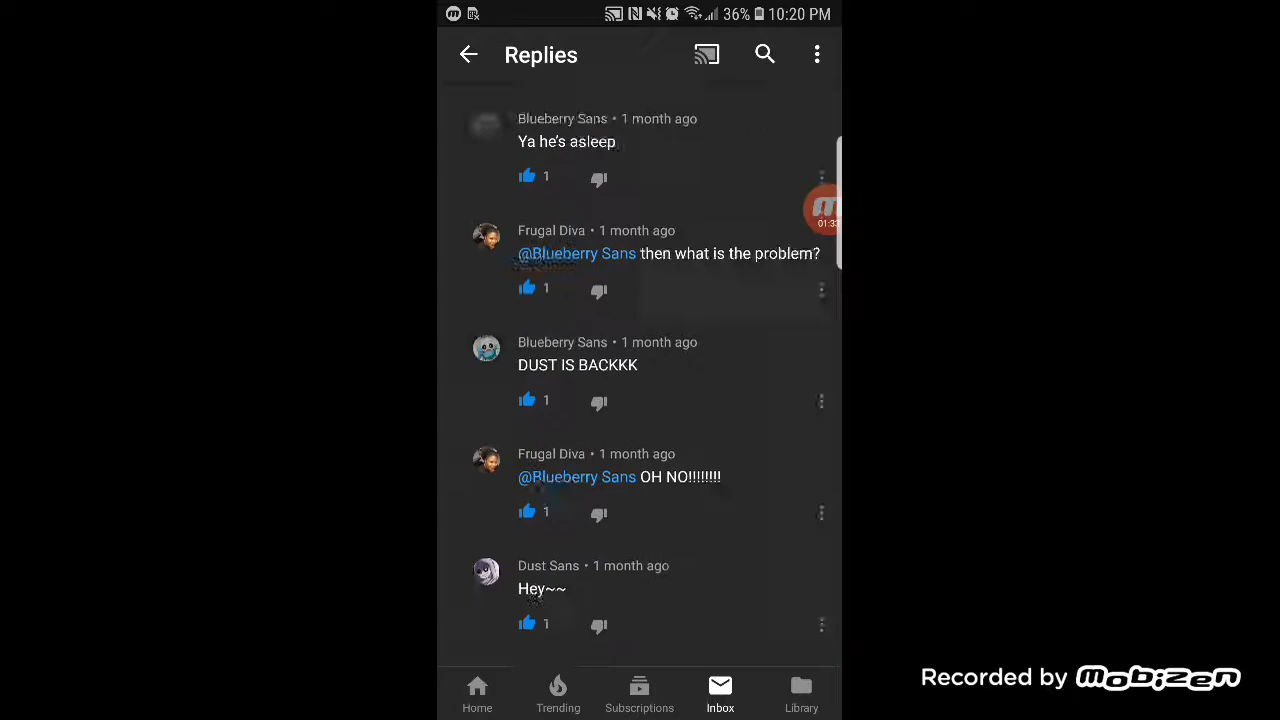 36% 10:20 PM
Replies
Blueberry Sans • 1 month ago
Ya he's asleep
1
01:33
Frugal Diva • 1 month ago
@Blueberry Sans then what is the problem?
1
Blueberry Sans • 1 month ago
DUST IS BACKKK
1
Frugal Diva • 1 month ago
@Blueberry Sans OH NO!!!!!!!!
1
Dust Sans • 1 month ago
Hey~~
1
Home Trending Subscriptions Inbox Library
Recorded by mobizen